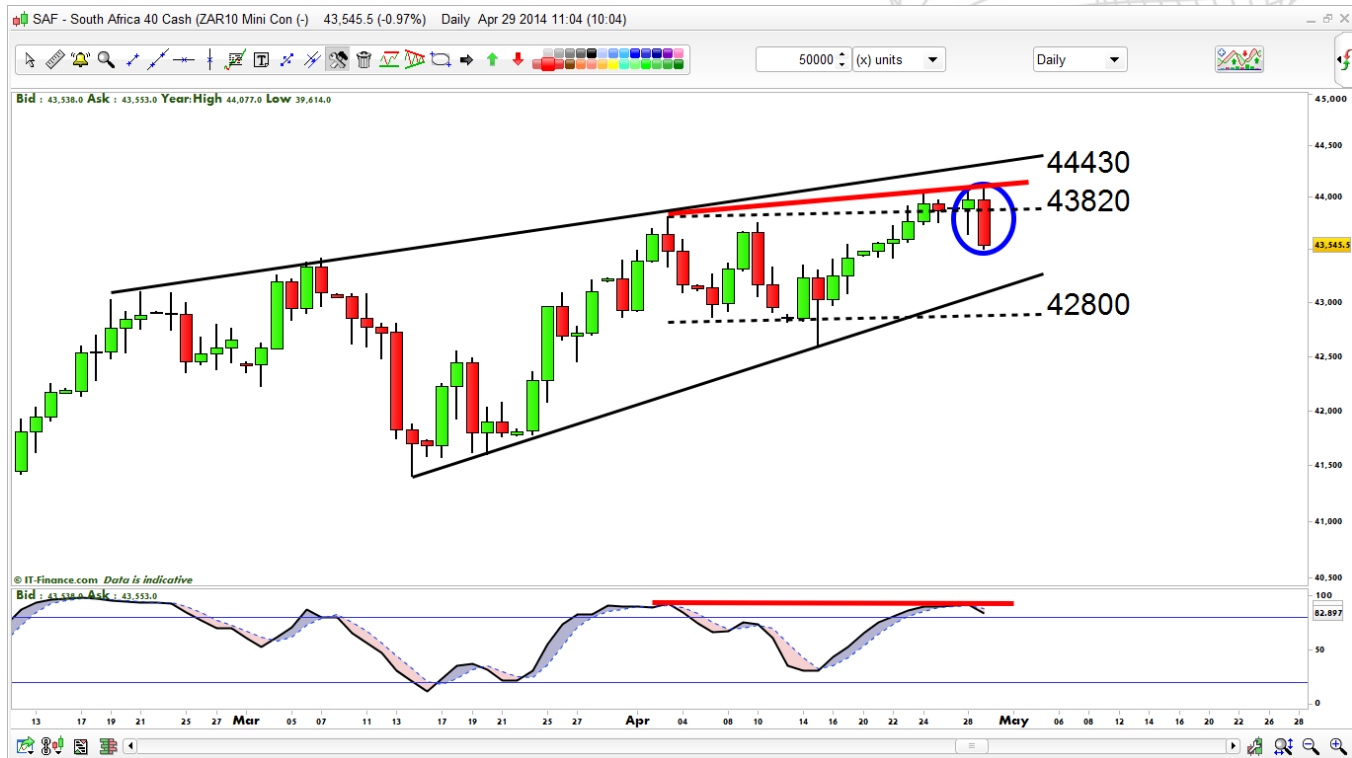 SAF - South Africa 40 Cash (ZAR10 Mini Con (-) 43,545.5 (-0.97%) Daily Apr 29 2014 11:04 (10:04)
50000 (x) units Daily
Bid : 43,538.0 Ask : 43,553.0 Year: High 44,077.0 Low 39,614.0
45,000
44,500
44430
44,000
43820
43,545.5
43,000
42800
42,500
42,000
41,500
41,000
40,500
© IT-Finance.com Data is indicative
Bid : 43,538.0 Ask : 43,553.0
100
82.897
50
0
13 17 19 21 25 27 Mar 05 07 11 13 17 19 21 25 27 Apr 04 08 10 14 16 20 22 24 28 May 06 08 12 14 16 20 22 26 28